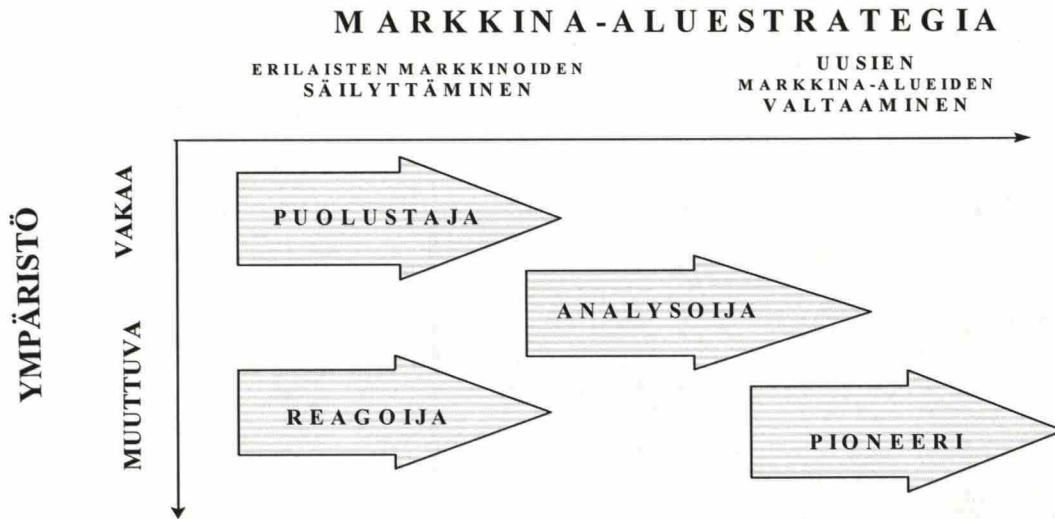 MARKKINA-ALUESTRATEGIA
ERILAISTEN MARKKINOIDEN
SÄILYTTÄMINEN
UUSIEN
MARKKINA-ALUEIDEN
VALTAAMINEN
YMPÄRISTÖ
VAKAA
MUUTTUVA
PUOLUSTAJA
ANALYSOIJA
REAGOIJA
PIONEERI